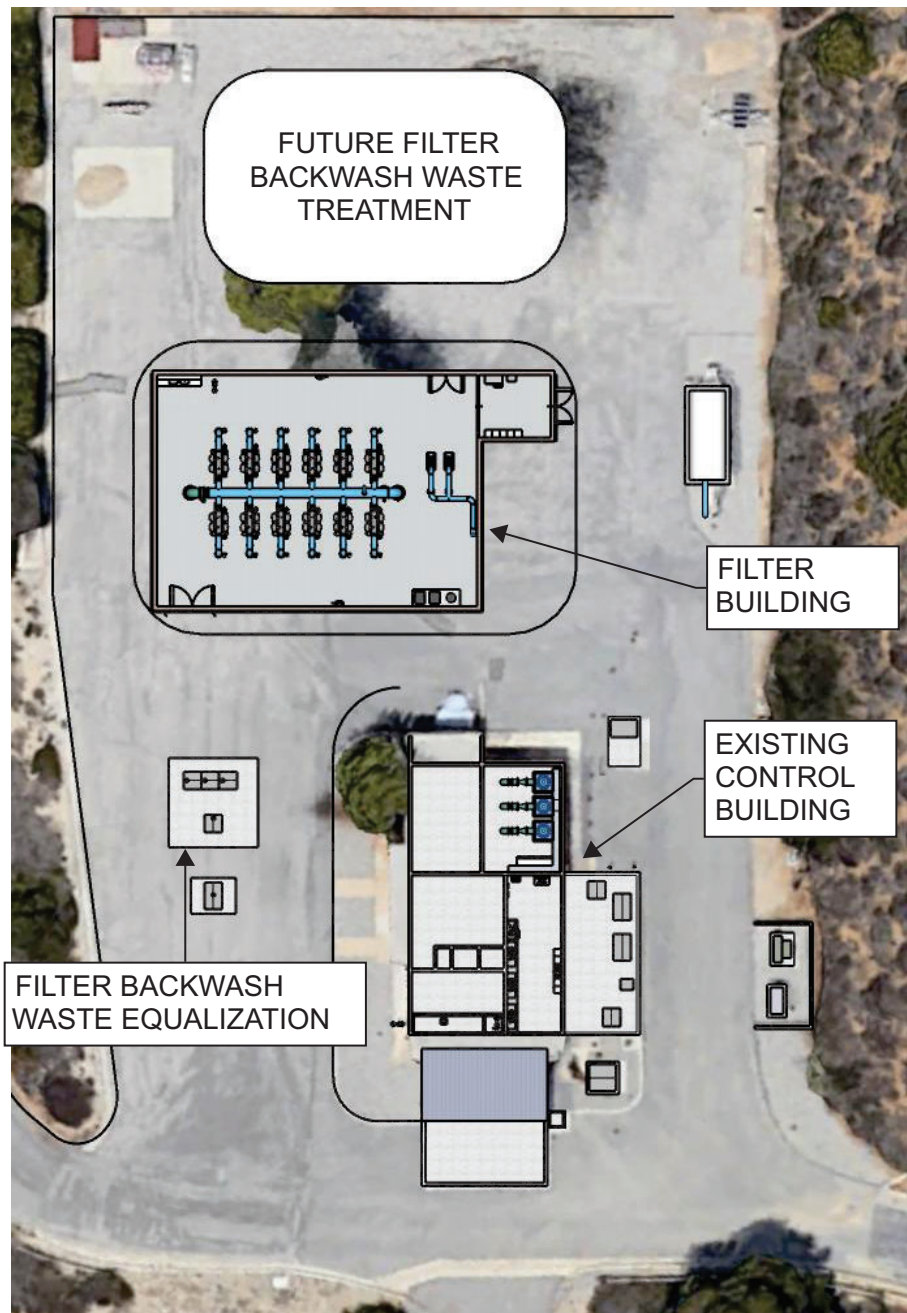 FUTURE FILTER
BACKWASH WASTE
TREATMENT
FILTER
BUILDING
EXISTING
CONTROL
BUILDING
FILTER BACKWASH
WASTE EQUALIZATION